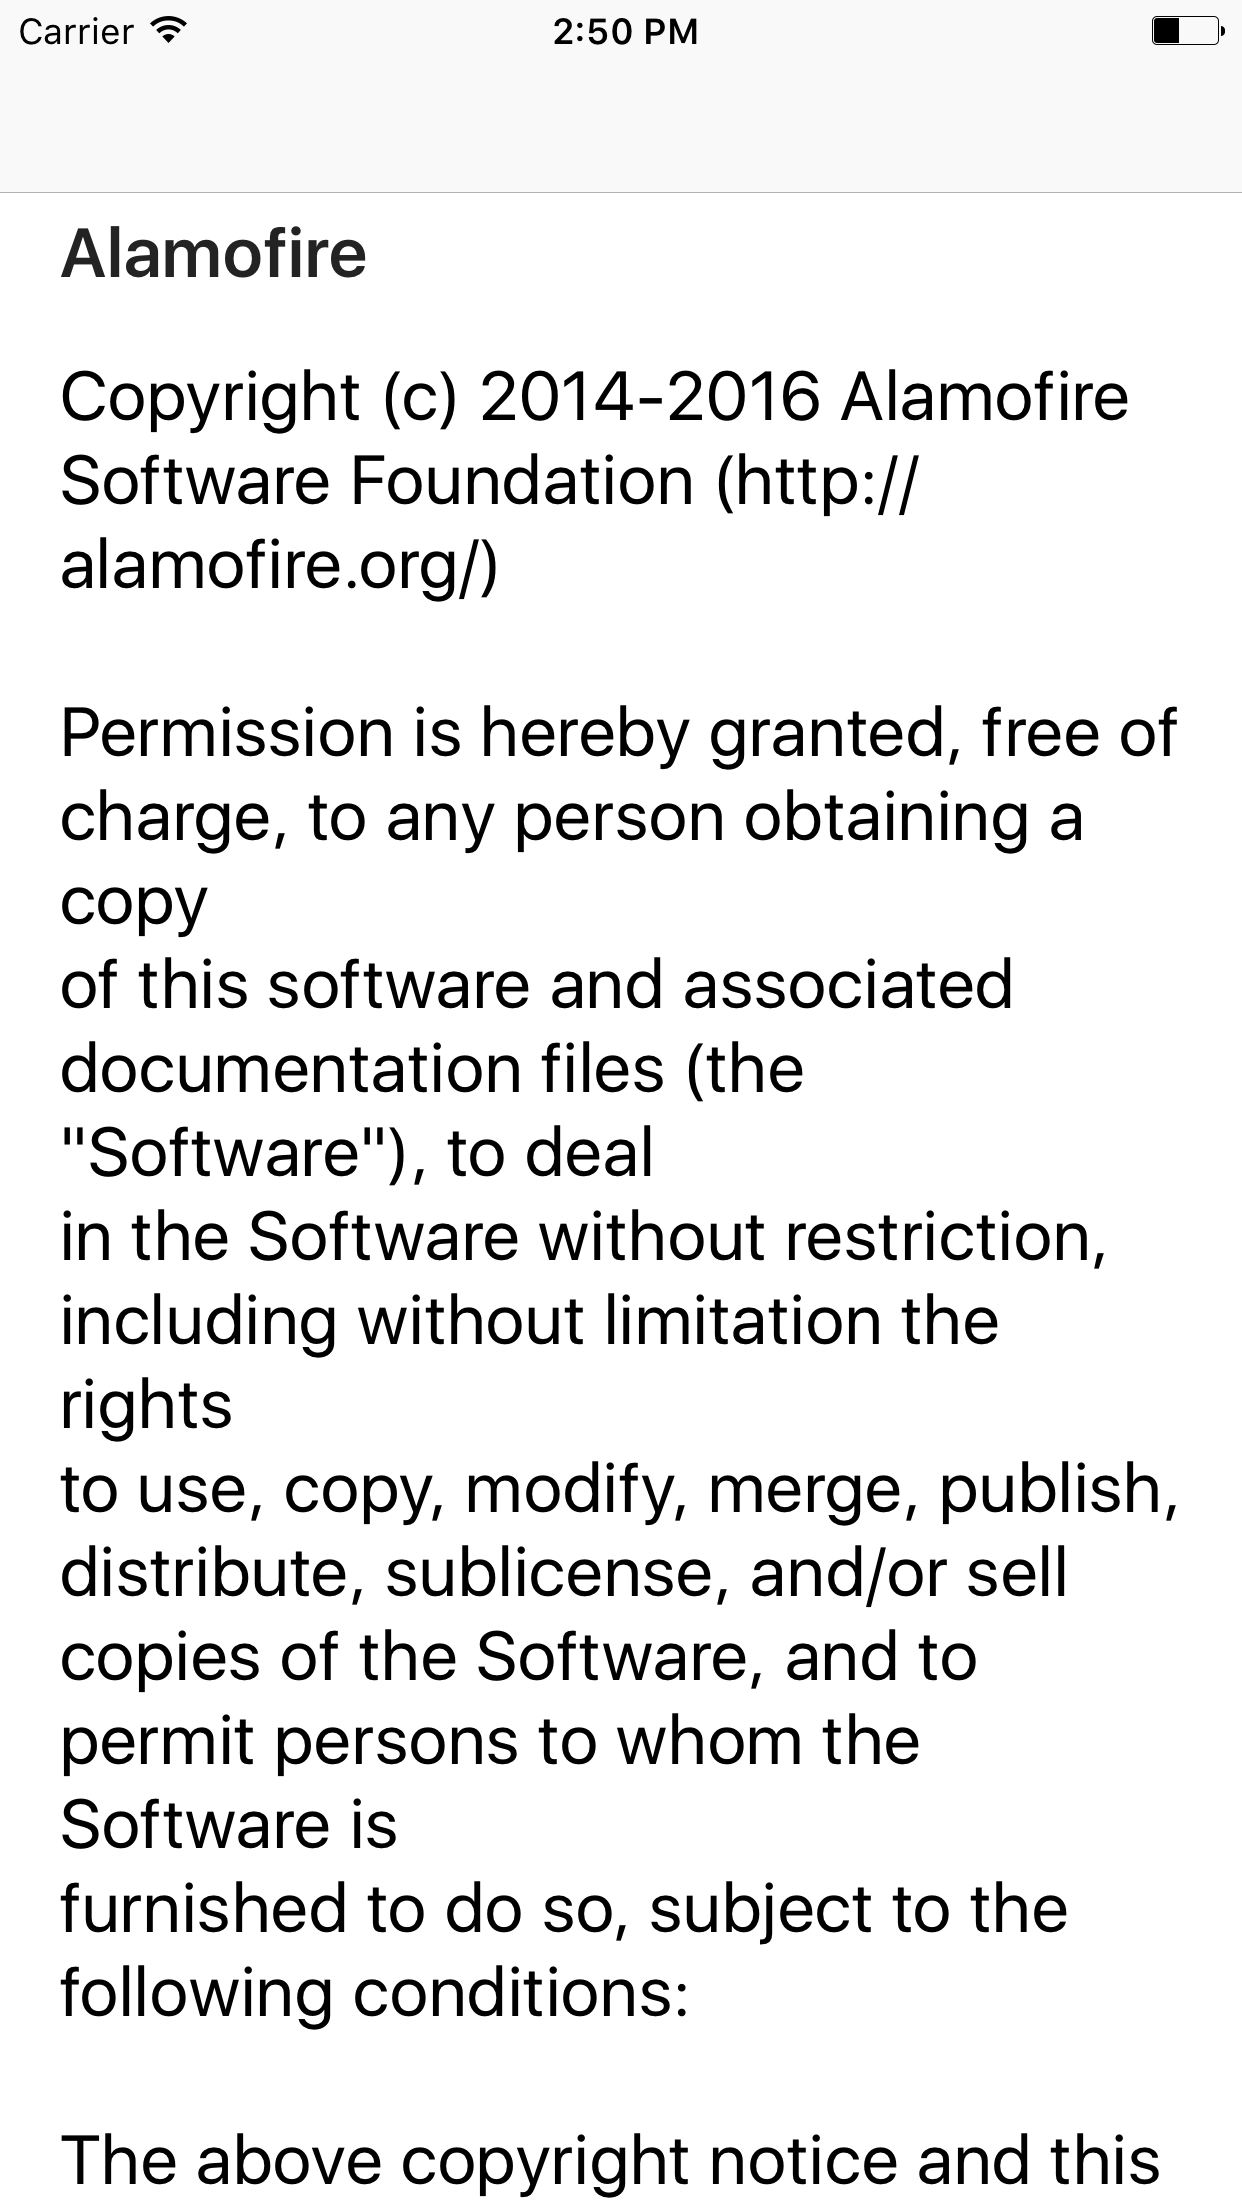 Carrier 2:50 PM
Alamofire
Copyright (c) 2014-2016 Alamofire
Software Foundation (http://
alamofire.org/)
Permission is hereby granted, free of
charge, to any person obtaining a
copy
of this software and associated
documentation files (the
"Software"), to deal
in the Software without restriction,
including without limitation the
rights
to use, copy, modify, merge, publish,
distribute, sublicense, and/or sell
copies of the Software, and to
permit persons to whom the
Software is
furnished to do so, subject to the
following conditions:
The above copyright notice and this